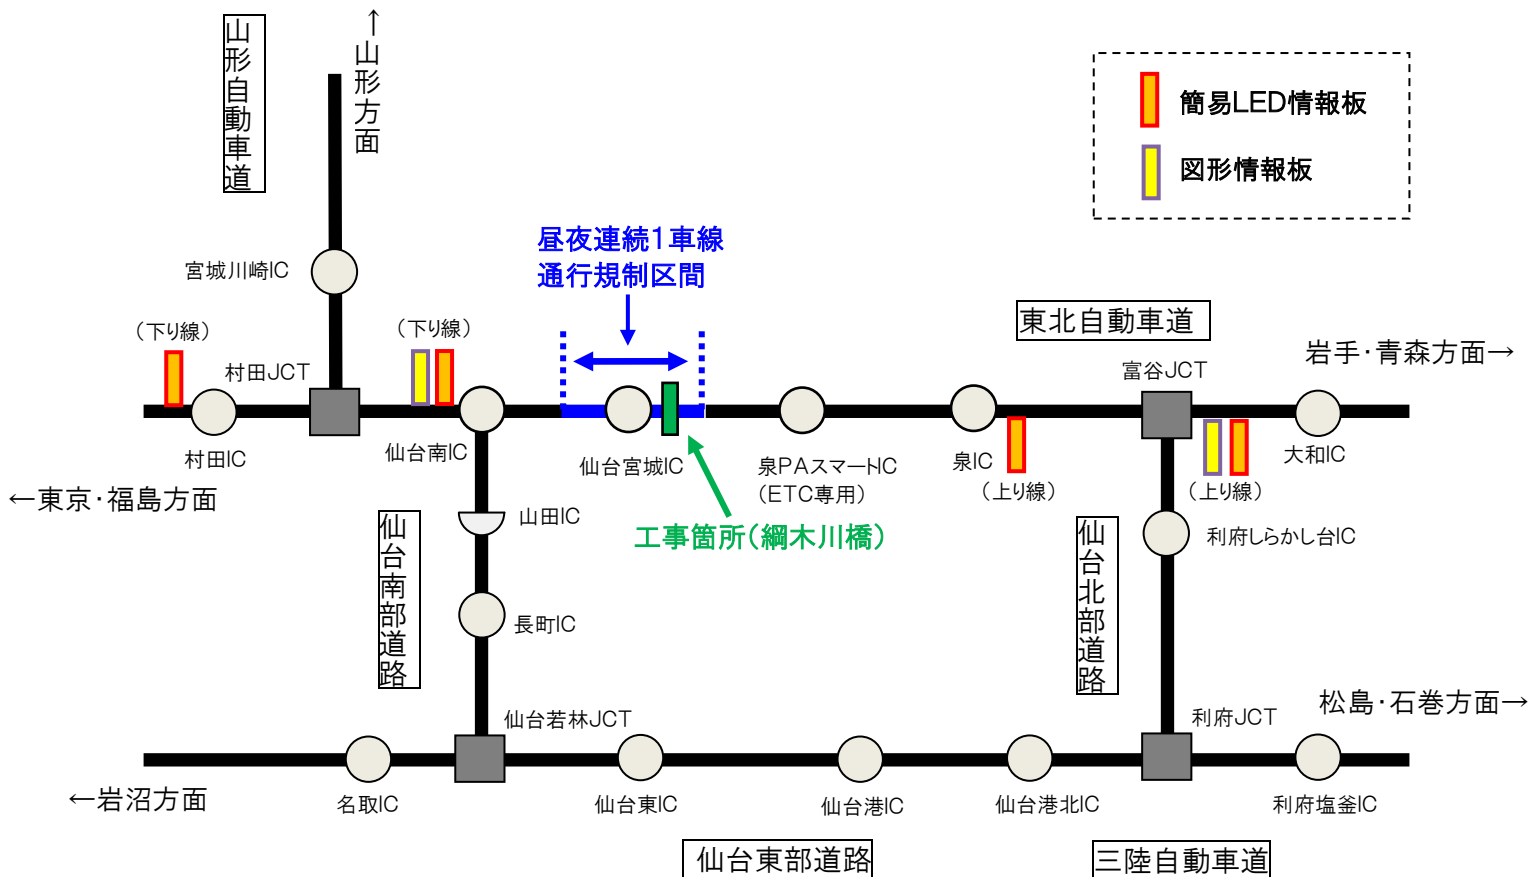 山形自動車道
→山形方面
簡易LED情報板
図形情報板
昼夜連続1車線
通行規制区間
宮城川崎IC
東北自動車道
(下り線)
(下り線)
岩手・青森方面→
村田JCT
富谷JCT
村田IC
仙台南IC
仙台宮城IC
泉PAスマートIC
(ETC専用)
泉IC
大和IC
(上り線)
(上り線)
←東京・福島方面
工事箇所(綱木川橋)
山田IC
利府しらかし台IC
仙台南部道路
仙台北部道路
長町IC
仙台若林JCT
利府JCT
松島・石巻方面→
←岩沼方面
名取IC
仙台東IC
仙台港IC
仙台港北IC
利府塩釜IC
仙台東部道路
三陸自動車道